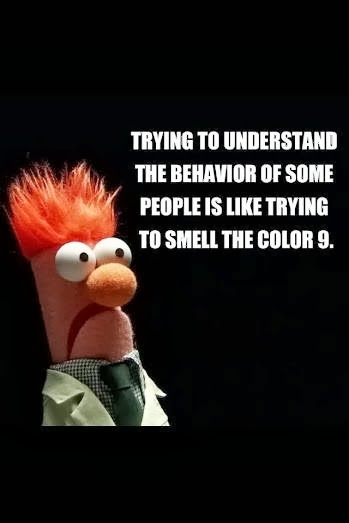 TRYING TO UNDERSTAND
THE BEHAVIOR OF SOME
PEOPLE IS LIKE TRYING
TO SMELL THE COLOR 9.